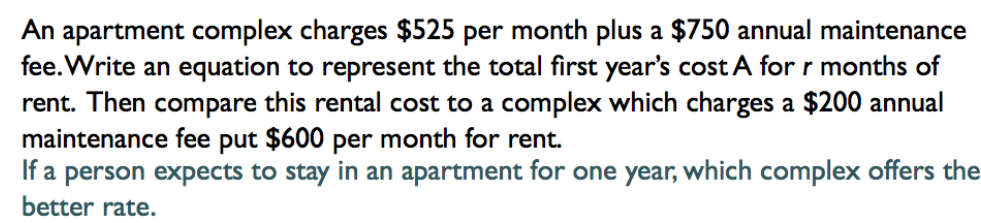 An apartment complex charges $525 per month plus a $750 annual maintenance
fee. Write an equation to represent the total first year's cost A for r months of
rent. Then compare this rental cost to a complex which charges a $200 annual
maintenance fee put $600 per month for rent.
If a person expects to stay in an apartment for one year, which complex offers the
better rate.